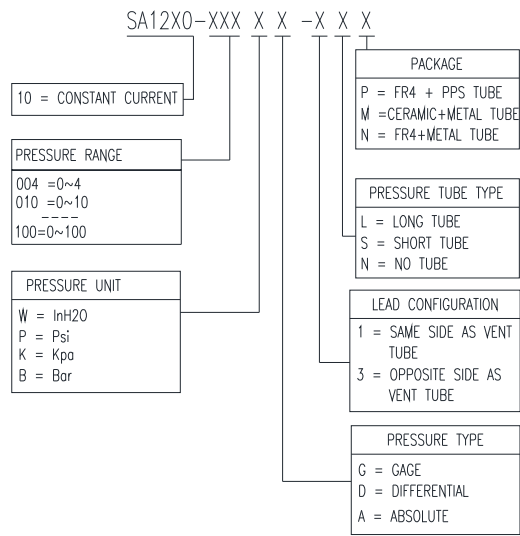 SA12X0-XXX X X -X X X
10 = CONSTANT CURRENT
PRESSURE RANGE
004 =0~4
010 =0~10
----
100=0~100
PRESSURE UNIT
W = InH2O
P = Psi
K = Kpa
B = Bar
PACKAGE
P = FR4 + PPS TUBE
M =CERAMIC+METAL TUBE
N = FR4+METAL TUBE
PRESSURE TUBE TYPE
L = LONG TUBE
S = SHORT TUBE
N = NO TUBE
LEAD CONFIGURATION
1 = SAME SIDE AS VENT
TUBE
3 = OPPOSITE SIDE AS
VENT TUBE
PRESSURE TYPE
G = GAGE
D = DIFFERENTIAL
A = ABSOLUTE